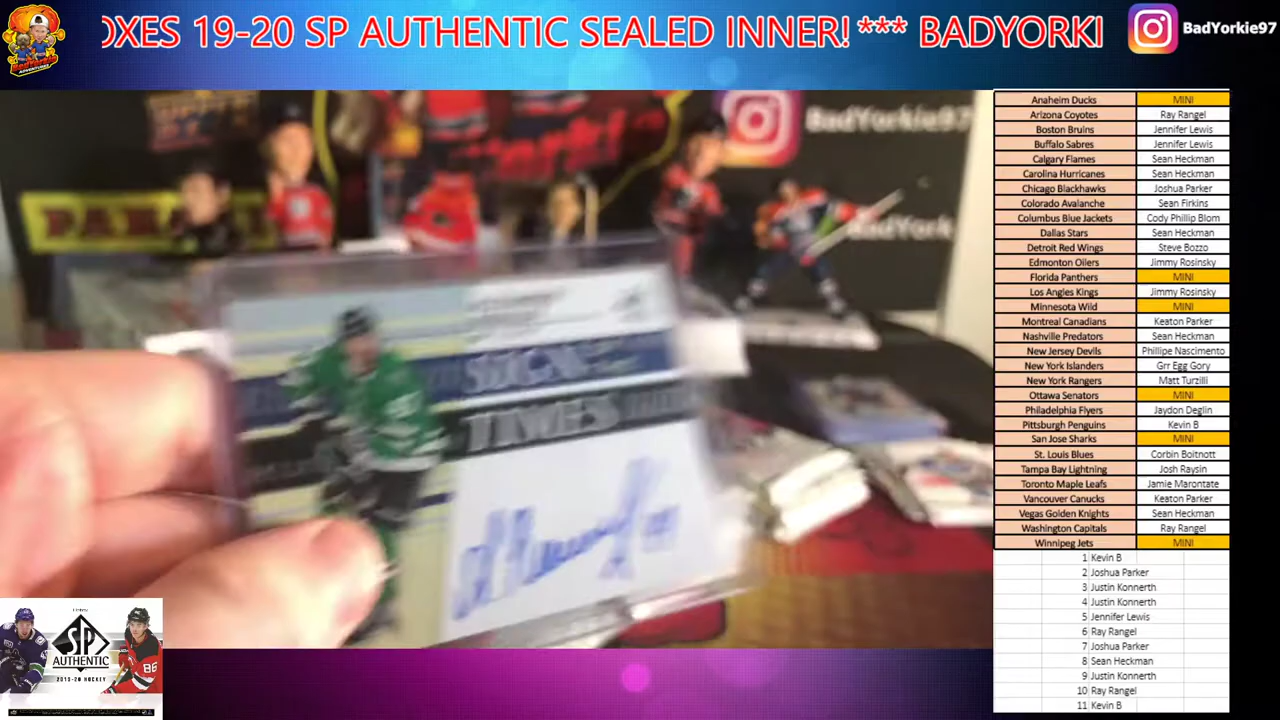 OXES 19-20 SP AUTHENTIC SEALED INNER! *** BADYORKI
BadYorkie97
BadYorkie97
BadYork
PANI
SIGN
TIMES
Anaheim Ducks MINI
Arizona Coyotes Ray Rangel
Boston Bruins Jennifer Lewis
Buffalo Sabres Jennifer Lewis
Calgary Flames Sean Heckman
Carolina Hurricanes Sean Heckman
Chicago Blackhawks Joshua Parker
Colorado Avalanche Sean Firkins
Columbus Blue Jackets Cody Phillip Blom
Dallas Stars Sean Heckman
Detroit Red Wings Steve Bozzo
Edmonton Oilers Jimmy Rosinsky
Florida Panthers MINI
Los Angles Kings Jimmy Rosinsky
Minnesota Wild MINI
Montreal Canadians Keaton Parker
Nashville Predators Sean Heckman
New Jersey Devils Phillipe Nascimento
New York Islanders Grr Egg Gory
New York Rangers Matt Turzilli
Ottawa Senators MINI
Philadelphia Flyers Jaydon Deglin
Pittsburgh Penguins Kevin B
San Jose Sharks MINI
St. Louis Blues Corbin Boitnott
Tampa Bay Lightning Josh Raysin
Toronto Maple Leafs Jamie Marontate
Vancouver Canucks Keaton Parker
Vegas Golden Knights Sean Heckman
Washington Capitals Ray Rangel
Winnipeg Jets MINI
1 Kevin B
2 Joshua Parker
3 Justin Konnerth
4 Justin Konnerth
5 Jennifer Lewis
6 Ray Rangel
7 Joshua Parker
8 Sean Heckman
9 Justin Konnerth
10 Ray Rangel
11 Kevin B
SP
AUTHENTIC
2019-20 HOCKEY